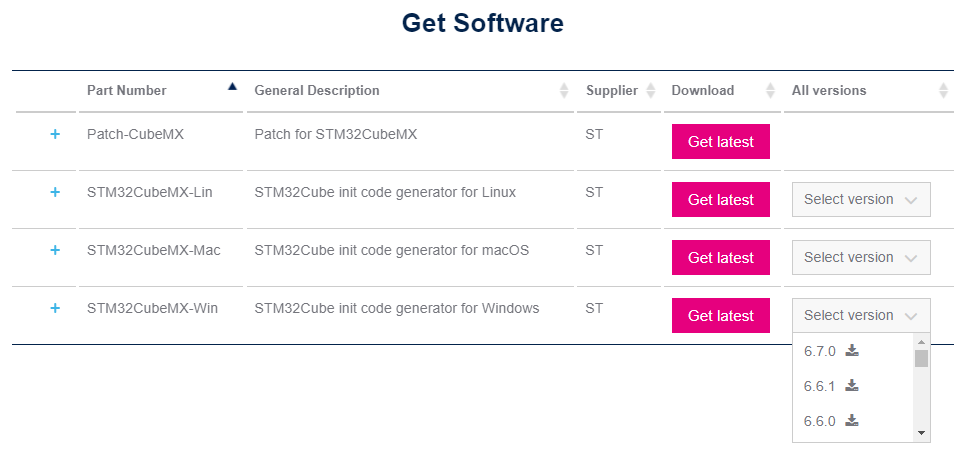 Get Software
Part Number General Description Supplier Download All versions
+ Patch-CubeMX Patch for STM32CubeMX ST Get latest
+ STM32CubeMX-Lin STM32Cube init code generator for Linux ST Get latest Select version
+ STM32CubeMX-Mac STM32Cube init code generator for macOS ST Get latest Select version
+ STM32CubeMX-Win STM32Cube init code generator for Windows ST Get latest Select version
6.7.0
6.6.1
6.6.0